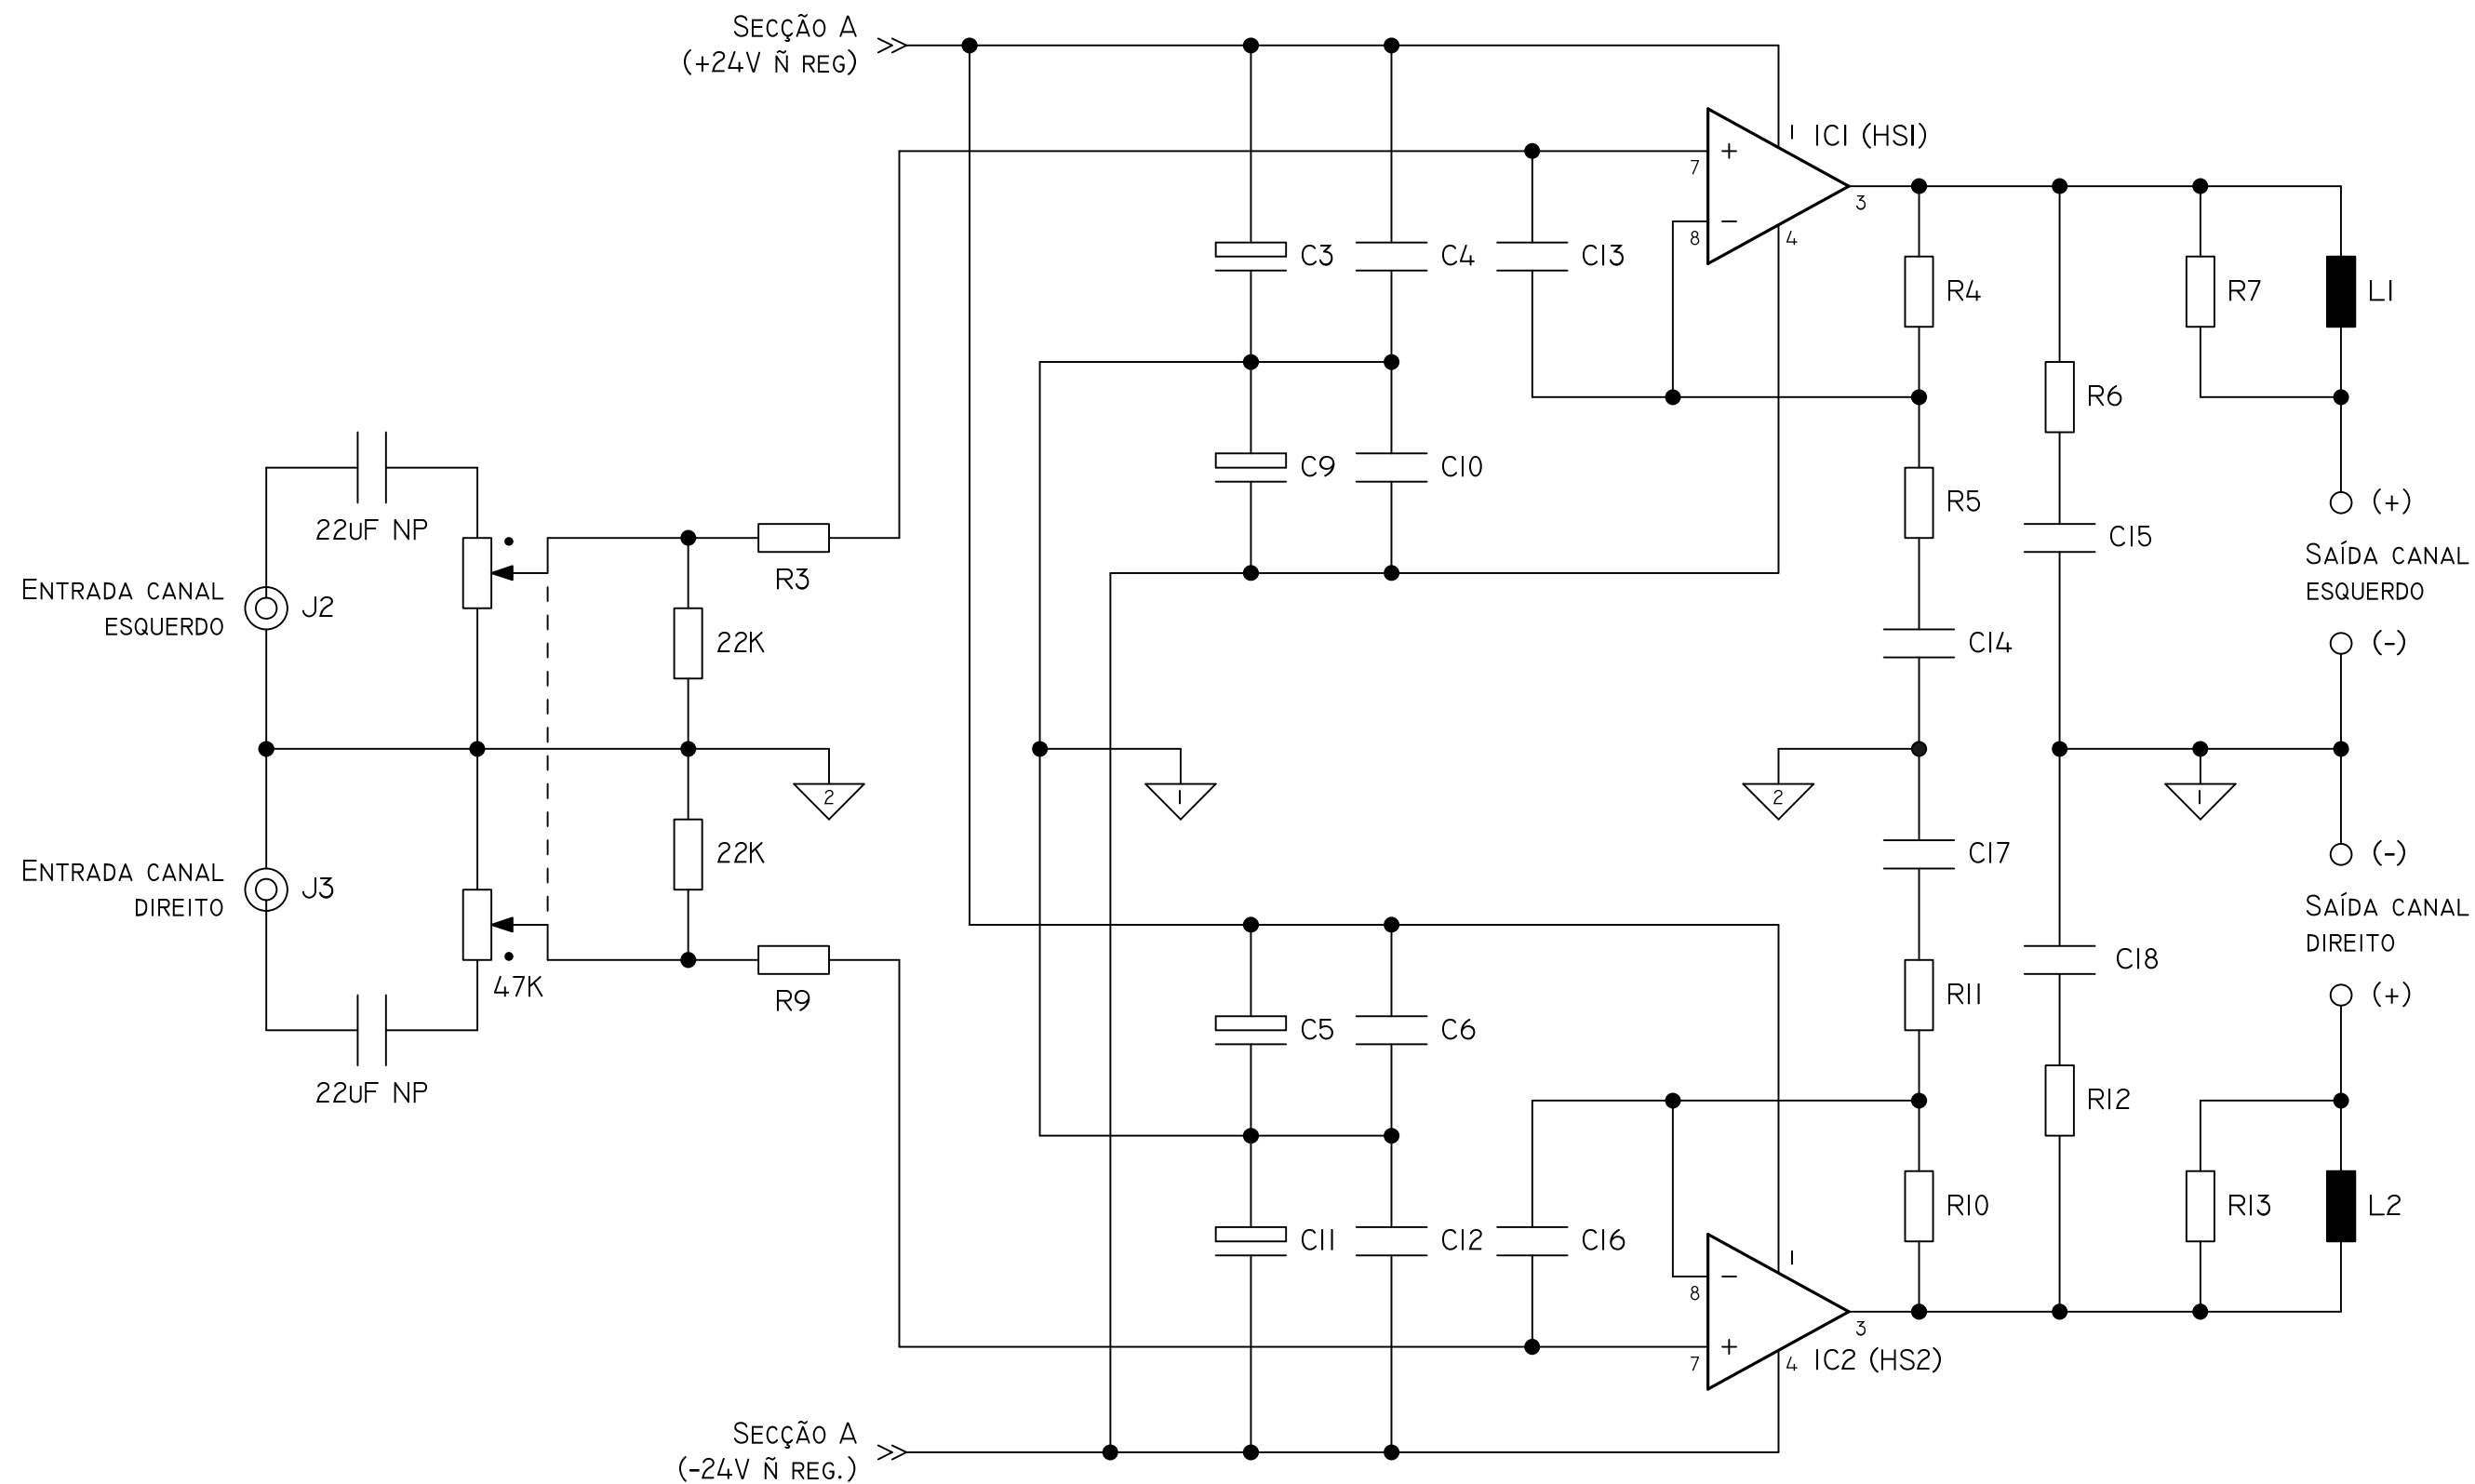 SECÇÃO A
(+24V Ñ REG)
1
IC1 (HS1)
7
+
3
−
8
4
C3
C4
C13
R4
R7
L1
R6
C9
C10
R5
(+)
22uF NP
C15
SAÍDA CANAL
ESQUERDO
R3
ENTRADA CANAL
ESQUERDO
J2
22K
C14
(-)
2
1
2
1
22K
C17
(-)
ENTRADA CANAL
DIREITO
J3
SAÍDA CANAL
DIREITO
C18
47K
R9
R11
(+)
C5
C6
22uF NP
R12
C11
C12
C16
R10
R13
L2
1
−
8
3
+
7
4
IC2 (HS2)
SECÇÃO A
(-24V Ñ REG.)